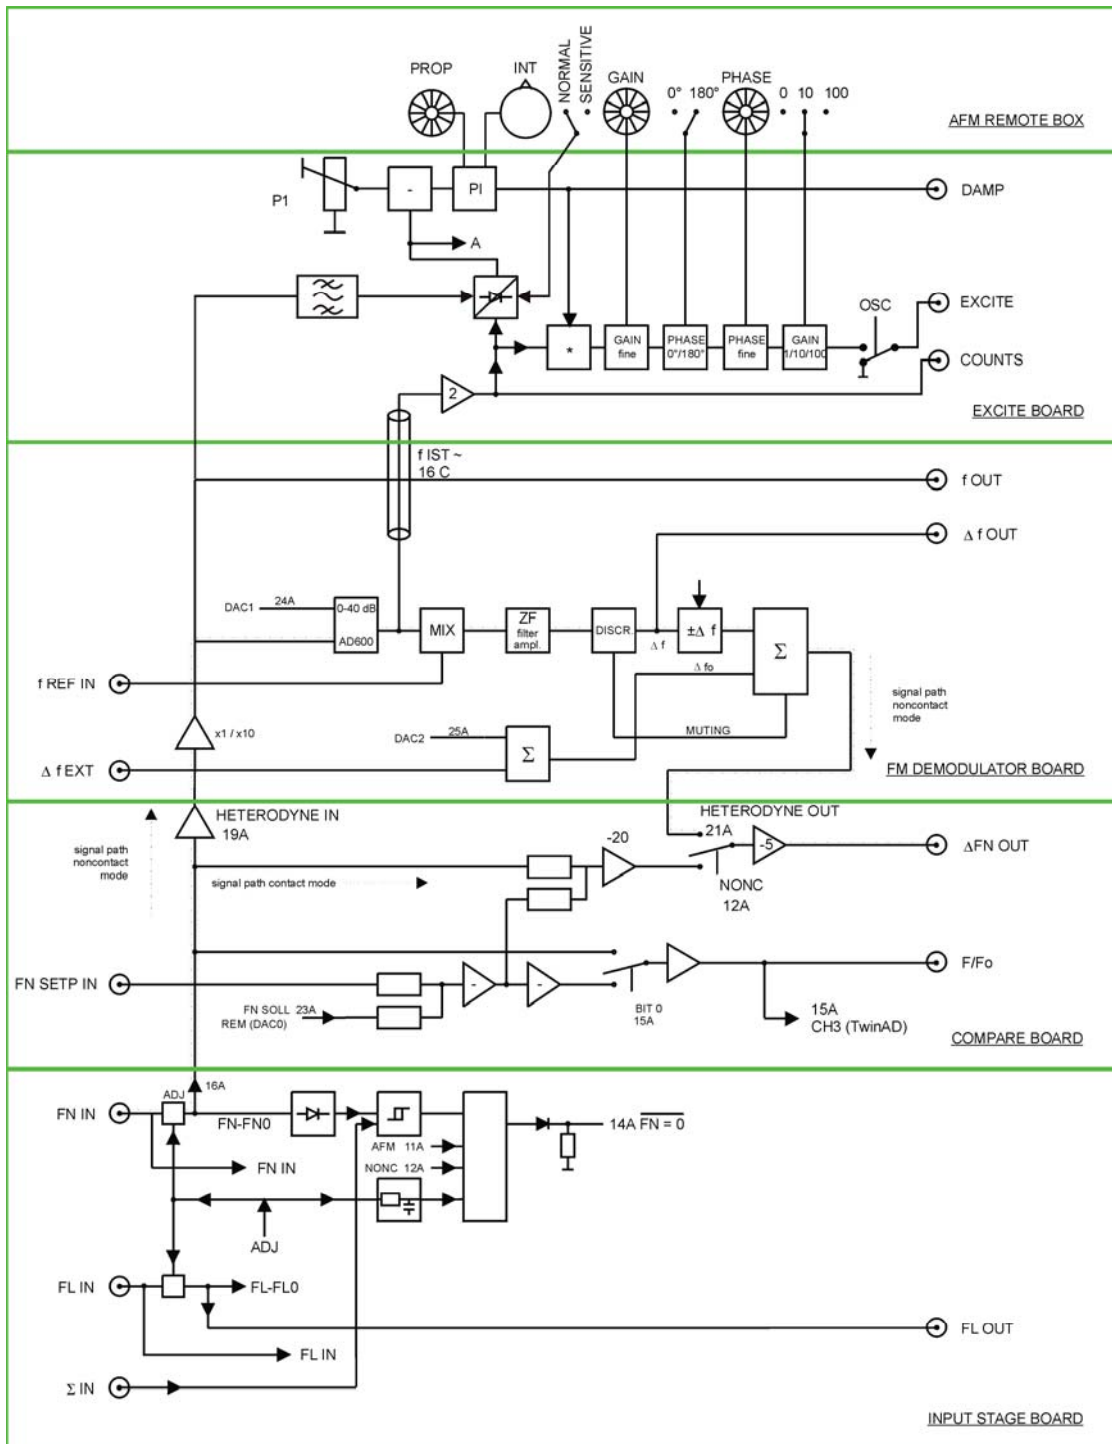 PROP
INT
NORMAL
SENSITIVE
GAIN
0° 180°
PHASE
0 10 100
AFM REMOTE BOX
P1
-
PI
DAMP
A
OSC
EXCITE
*
GAIN
fine
PHASE
0°/180°
PHASE
fine
GAIN
1/10/100
COUNTS
2
EXCITE BOARD
f IST ~
16 C
f OUT
Δ f OUT
DAC1
24A
0-40 dB
AD600
MIX
ZF
filter
ampl.
DISCR.
Δ f
±Δ f
Σ
Δ fo
f REF IN
signal path
noncontact
mode
x1 / x10
DAC2
25A
Σ
MUTING
Δ f EXT
FM DEMODULATOR BOARD
HETERODYNE IN
19A
HETERODYNE OUT
21A
signal path
noncontact
mode
-20
-5
ΔFN OUT
signal path contact mode
NONC
12A
FN SETP IN
-
-
F/Fo
FN SOLL 23A
REM (DAC0)
BIT 0
15A
15A
CH3 (TwinAD)
COMPARE BOARD
16A
ADJ
FN IN
FN-FN0
14A FN = 0
AFM 11A
FN IN
NONC 12A
ADJ
FL IN
FL-FL0
FL OUT
FL IN
Σ IN
INPUT STAGE BOARD